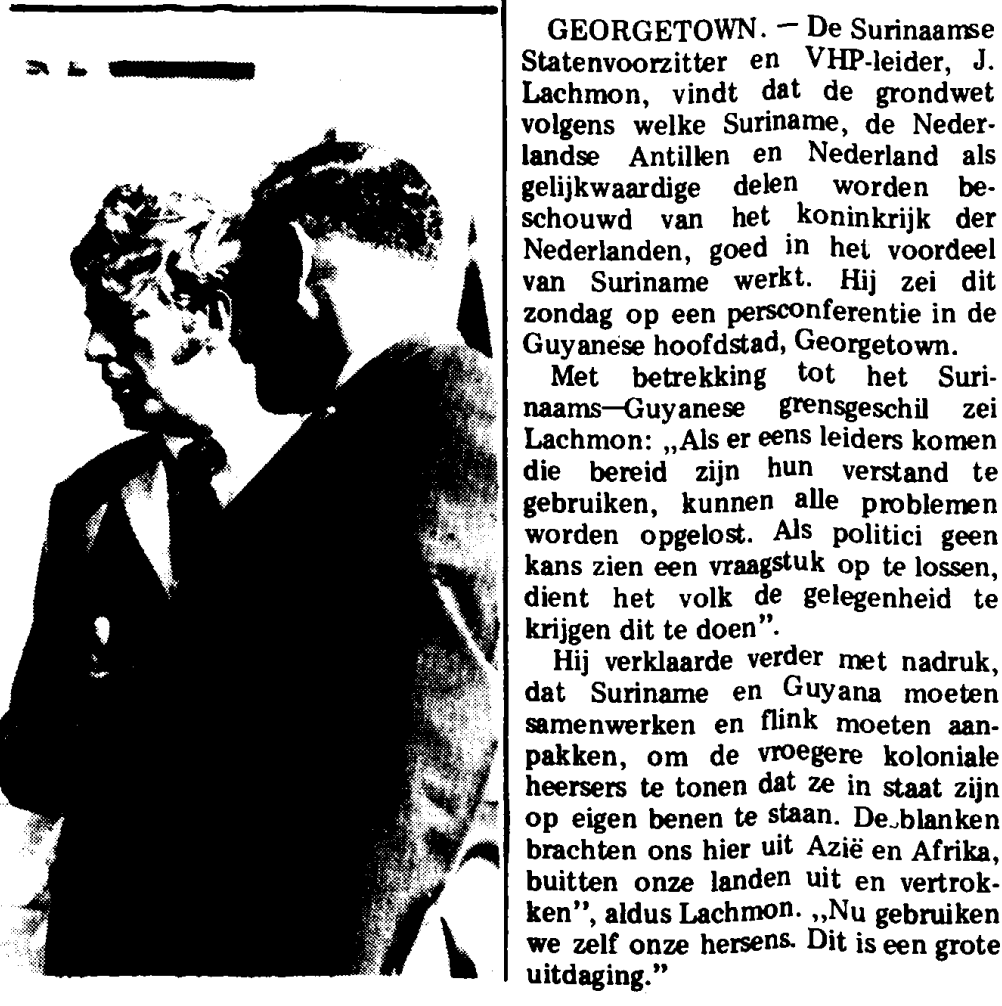 GEORGETOWN. — De Surinaamse
Statenvoorzitter en VHP-leider, J.
Lachmon, vindt dat de grondwet
volgens welke Suriname, de Neder-
landse Antillen en Nederland als
gelijkwaardige delen worden be-
schouwd van het koninkrijk der
Nederlanden, goed in het voordeel
van Suriname werkt. Hij zei dit
zondag op een persconferentie in de
Guyanese hoofdstad, Georgetown.
Met betrekking tot het Suri-
naams—Guyanese grensgeschil zei
Lachmon: „Als er eens leiders komen
die bereid zijn hun verstand te
gebruiken, kunnen alle problemen
worden opgelost. Als politici geen
kans zien een vraagstuk op te lossen,
dient het volk de gelegenheid te
krijgen dit te doen”.
Hij verklaarde verder met nadruk,
dat Suriname en Guyana moeten
samenwerken en flink moeten aan-
pakken, om de vroegere koloniale
heersers te tonen dat ze in staat zijn
op eigen benen te staan. De blanken
brachten ons hier uit Azië en Afrika,
buitten onze landen uit en vertrok-
ken”, aldus Lachmon. „Nu gebruiken
we zelf onze hersens. Dit is een grote
uitdaging.”